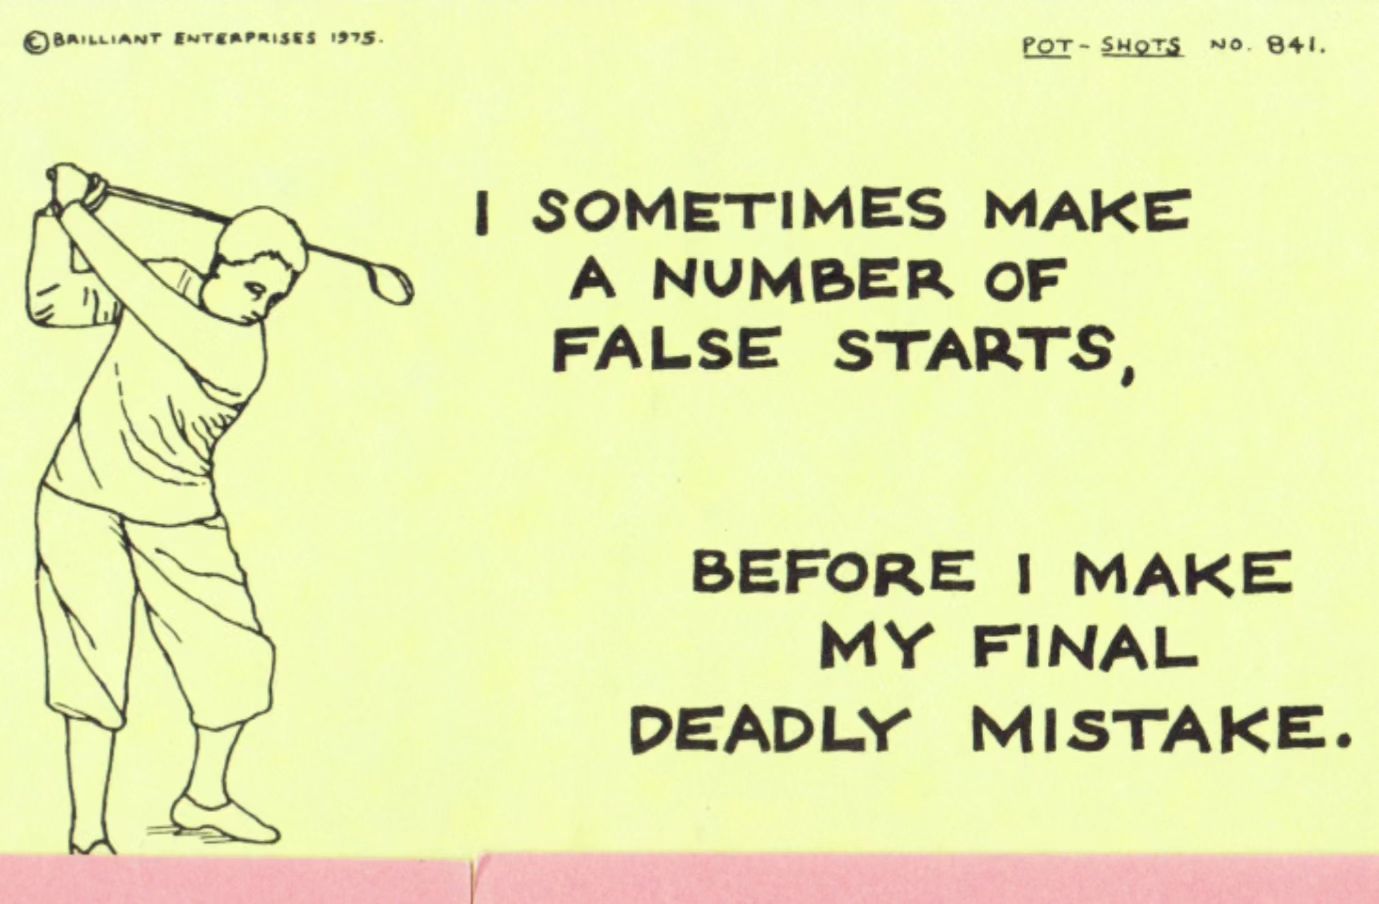 © BRILLIANT ENTERPRISES 1975.
POT-SHOTS NO. 841.
I SOMETIMES MAKE
A NUMBER OF
FALSE STARTS,
BEFORE I MAKE
MY FINAL
DEADLY MISTAKE.